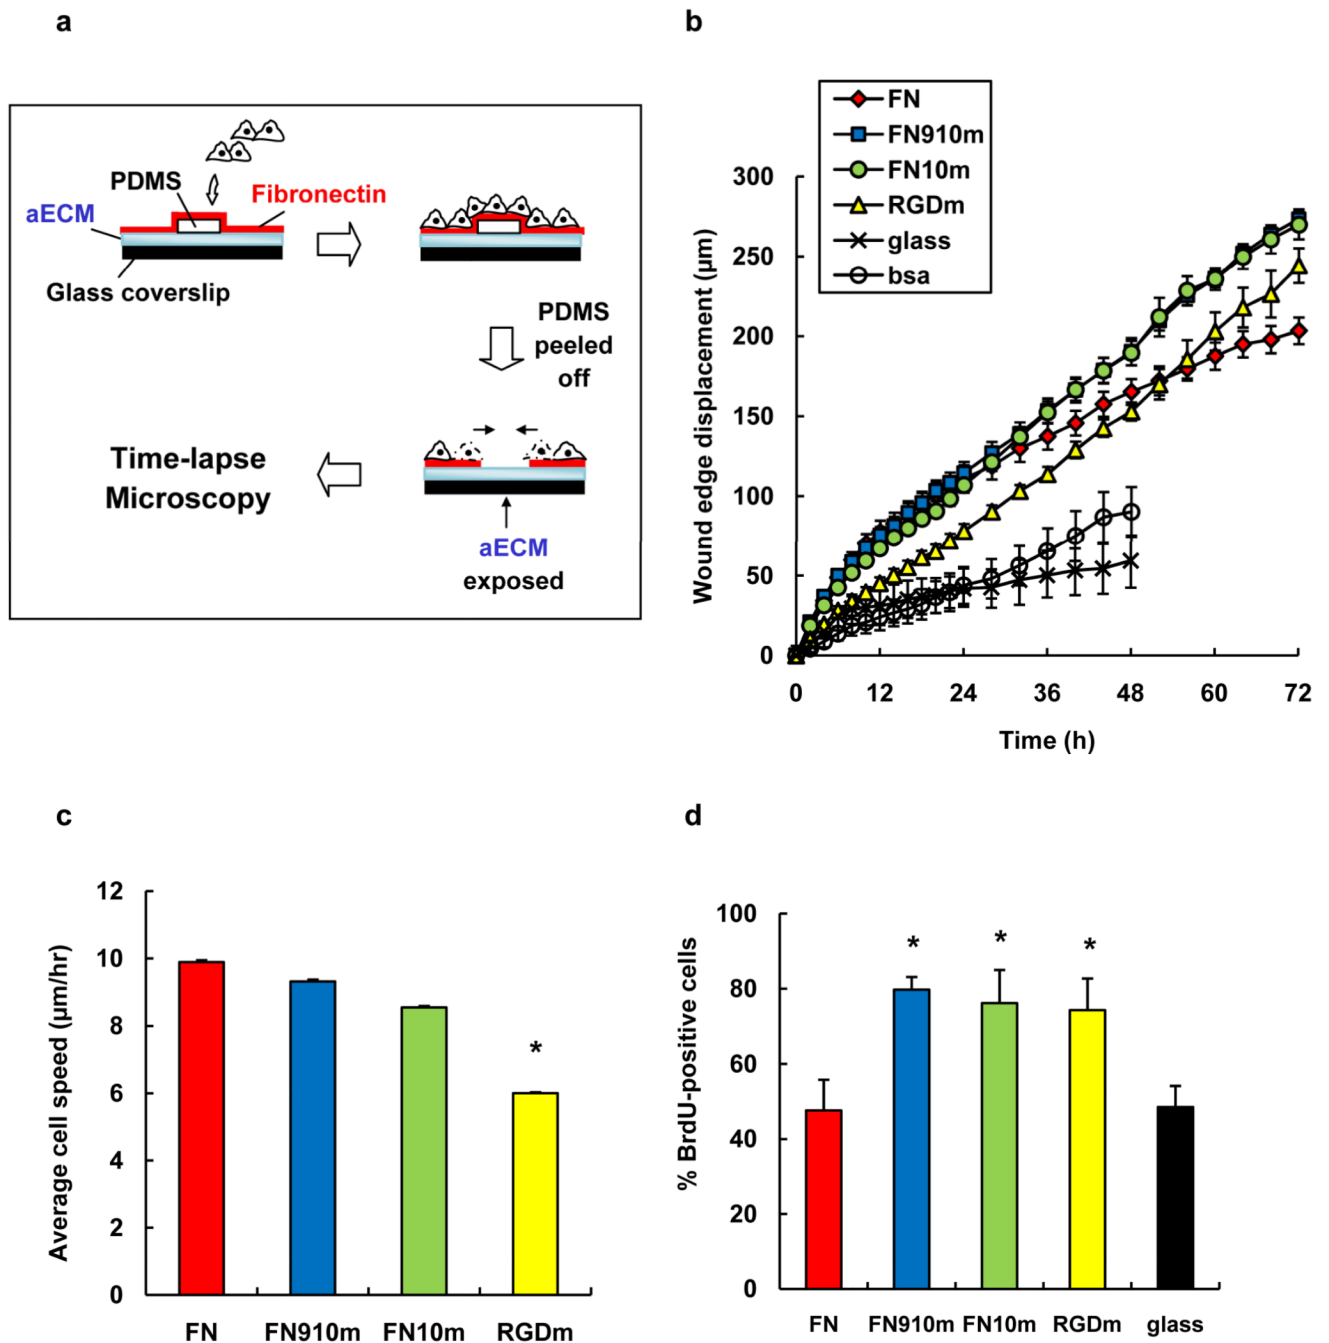 a
PDMS
Fibronectin
aECM
Glass coverslip
PDMS
peeled
off
Time-lapse
Microscopy
aECM
exposed
b
FN
FN910m
FN10m
RGDm
glass
bsa
300
250
200
150
100
50
0
Wound edge displacement (µm)
0 12 24 36 48 60 72
Time (h)
c
12
10
8
6
4
2
0
Average cell speed (µm/hr)
*
FN FN910m FN10m RGDm
d
100
80
60
40
20
0
% BrdU-positive cells
* * *
FN FN910m FN10m RGDm glass